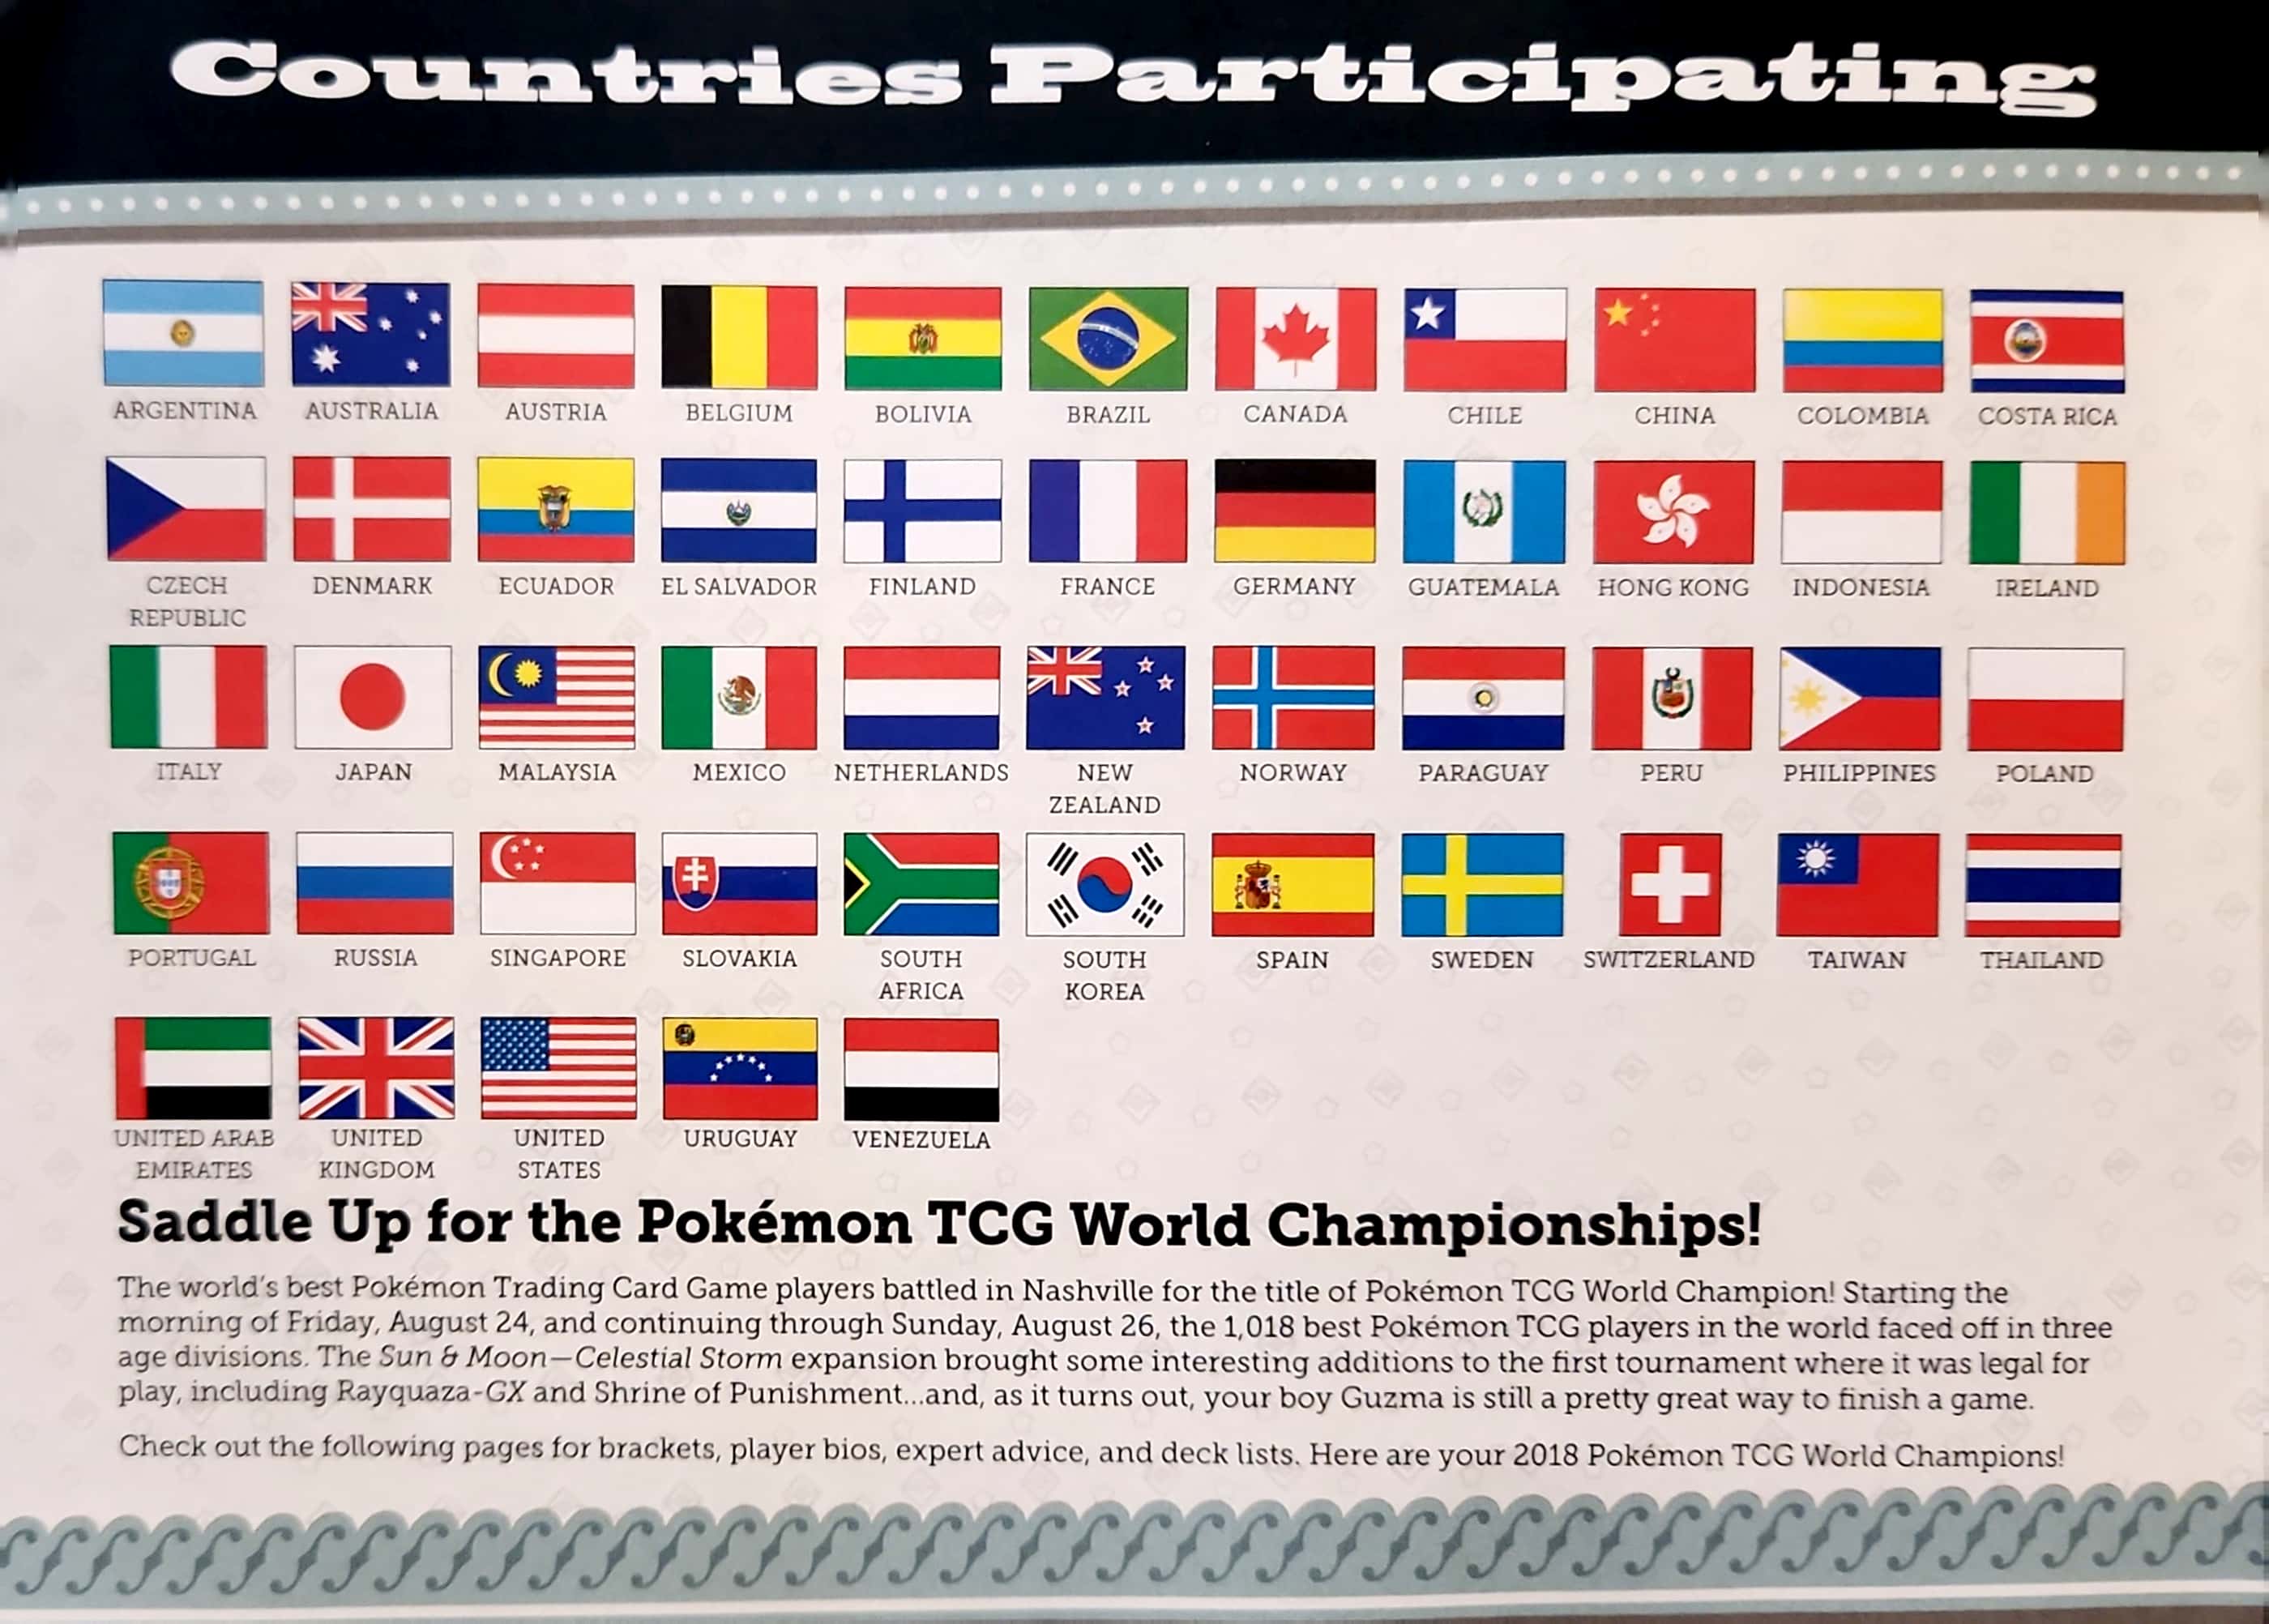 Countries Participating
ARGENTINA AUSTRALIA AUSTRIA BELGIUM BOLIVIA BRAZIL CANADA CHILE CHINA COLOMBIA COSTA RICA
CZECH REPUBLIC DENMARK ECUADOR EL SALVADOR FINLAND FRANCE GERMANY GUATEMALA HONG KONG INDONESIA IRELAND
ITALY JAPAN MALAYSIA MEXICO NETHERLANDS NEW ZEALAND NORWAY PARAGUAY PERU PHILIPPINES POLAND
PORTUGAL RUSSIA SINGAPORE SLOVAKIA SOUTH AFRICA SOUTH KOREA SPAIN SWEDEN SWITZERLAND TAIWAN THAILAND
UNITED ARAB EMIRATES UNITED KINGDOM UNITED STATES URUGUAY VENEZUELA
Saddle Up for the Pokémon TCG World Championships!
The world's best Pokémon Trading Card Game players battled in Nashville for the title of Pokémon TCG World Champion! Starting the
morning of Friday, August 24, and continuing through Sunday, August 26, the 1,018 best Pokémon TCG players in the world faced off in three
age divisions. The Sun & Moon—Celestial Storm expansion brought some interesting additions to the first tournament where it was legal for
play, including Rayquaza-GX and Shrine of Punishment...and, as it turns out, your boy Guzma is still a pretty great way to finish a game.
Check out the following pages for brackets, player bios, expert advice, and deck lists. Here are your 2018 Pokémon TCG World Champions!